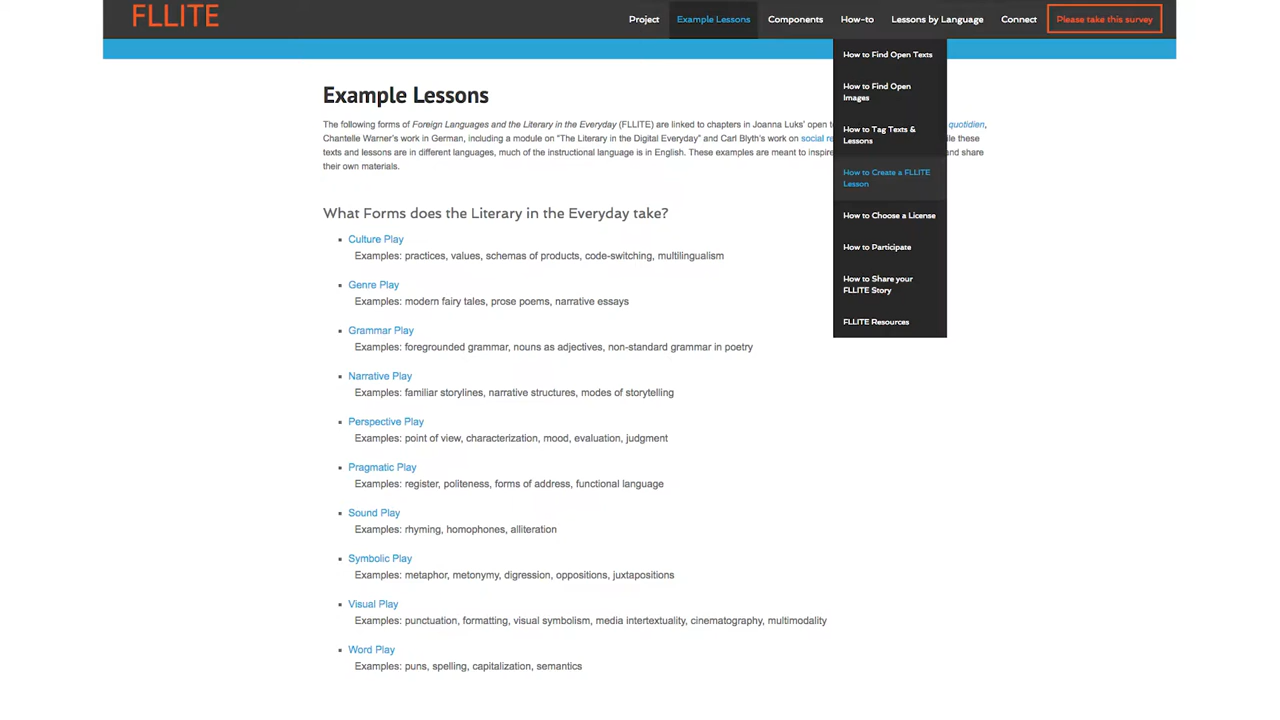 FLLITE
Project Example Lessons Components How-to Lessons by Language Connect Please take this survey
How to Find Open Texts
How to Find Open
Images
How to Tag Texts &
Lessons
How to Create a FLLITE
Lesson
How to Choose a License
How to Participate
How to Share your
FLLITE Story
FLLITE Resources
Example Lessons
The following forms of Foreign Languages and the Literary in the Everyday (FLLITE) are linked to chapters in Joanna Luks' open quotidien,
Chantelle Warner's work in German, including a module on "The Literary in the Digital Everyday" and Carl Blyth's work on social these
texts and lessons are in different languages, much of the instructional language is in English. These examples are meant to and share
their own materials.
What Forms does the Literary in the Everyday take?
Culture Play
Examples: practices, values, schemas of products, code-switching, multilingualism
Genre Play
Examples: modern fairy tales, prose poems, narrative essays
Grammar Play
Examples: foregrounded grammar, nouns as adjectives, non-standard grammar in poetry
Narrative Play
Examples: familiar storylines, narrative structures, modes of storytelling
Perspective Play
Examples: point of view, characterization, mood, evaluation, judgment
Pragmatic Play
Examples: register, politeness, forms of address, functional language
Sound Play
Examples: rhyming, homophones, alliteration
Symbolic Play
Examples: metaphor, metonymy, digression, oppositions, juxtapositions
Visual Play
Examples: punctuation, formatting, visual symbolism, media intertextuality, cinematography, multimodality
Word Play
Examples: puns, spelling, capitalization, semantics